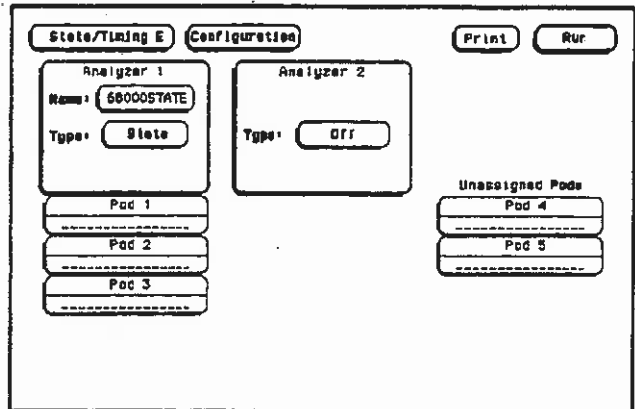 State/Timing E Configuration Print Run
Analyzer 1 Analyzer 2
Name: 68000STATE
Type: State Type: Off
Unassigned Pods
Pod 1 Pod 4
Pod 2 Pod 5
Pod 3